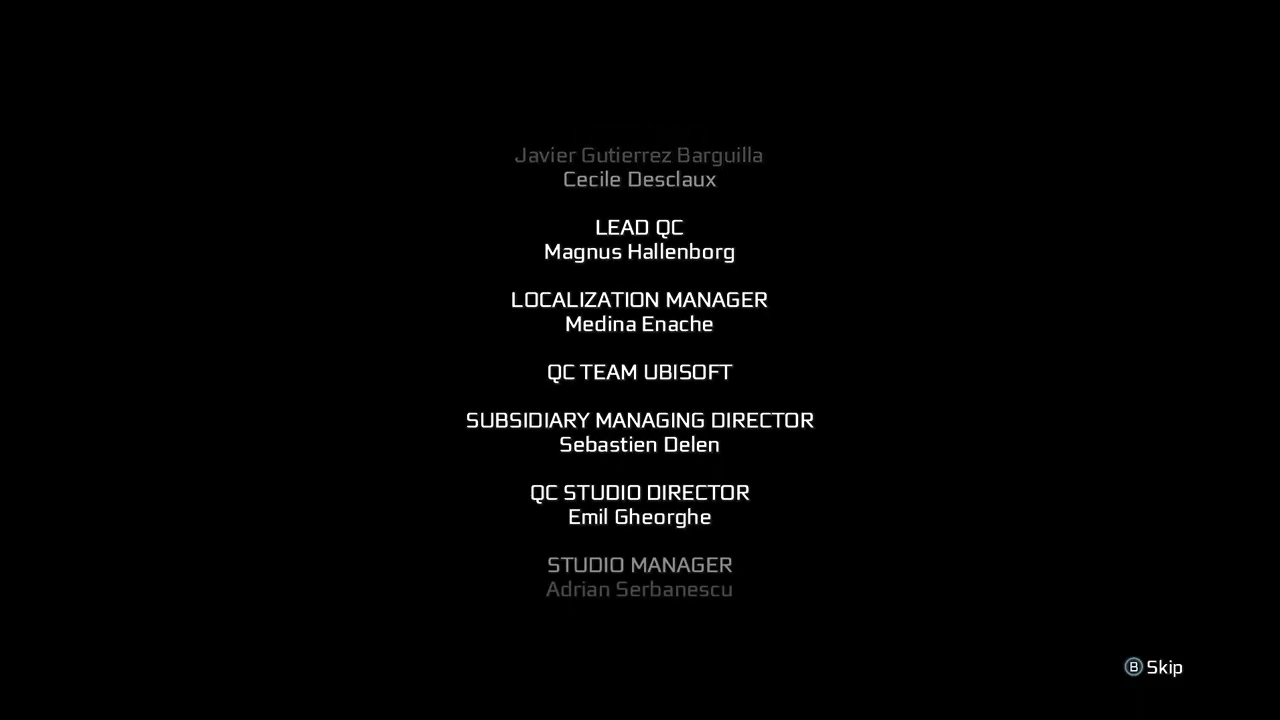 Javier Gutierrez Barguilla
Cecile Desclaux
LEAD QC
Magnus Hallenborg
LOCALIZATION MANAGER
Medina Enache
QC TEAM UBISOFT
SUBSIDIARY MANAGING DIRECTOR
Sebastien Delen
QC STUDIO DIRECTOR
Emil Gheorghe
STUDIO MANAGER
Adrian Serbanescu
B Skip